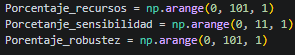 Porcentaje_recursos = np.arange(0, 101, 1)
Porcetanje_sensibilidad = np.arange(0, 11, 1)
Porentaje_robustez = np.arange(0, 101, 1)